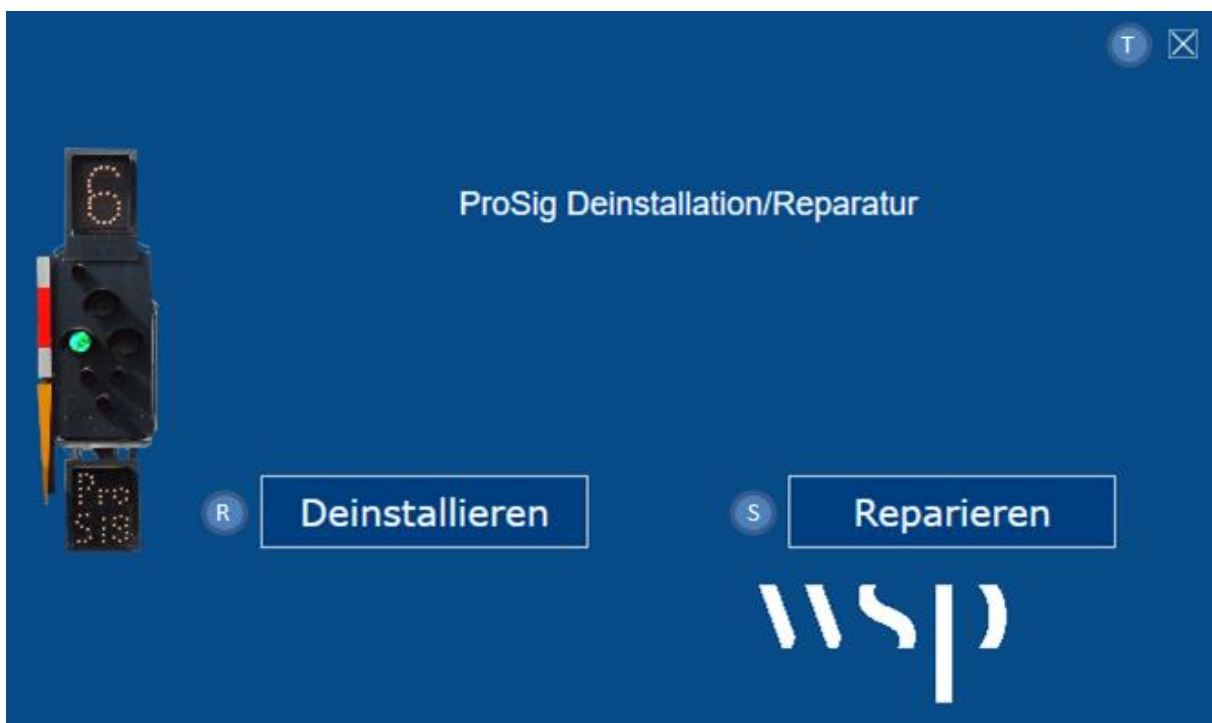 T
6
ProSig Deinstallation/Reparatur
Pro
Sig
R Deinstallieren
S Reparieren
wsp